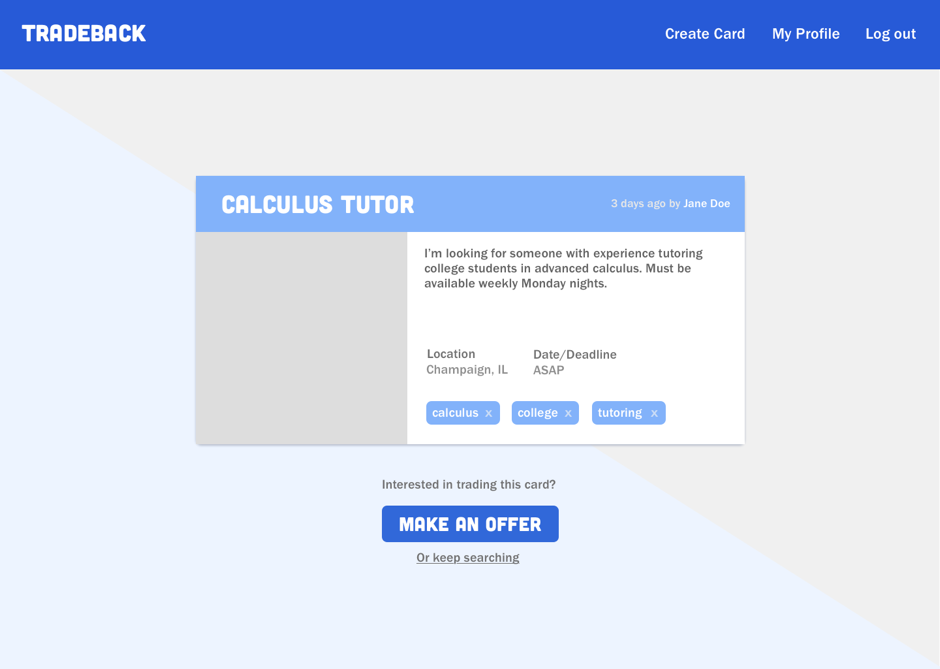 TRADEBACK
Create Card My Profile Log out
CALCULUS TUTOR
3 days ago by Jane Doe
I'm looking for someone with experience tutoring
college students in advanced calculus. Must be
available weekly Monday nights.
Location
Champaign, IL
Date/Deadline
ASAP
calculus x college x tutoring x
Interested in trading this card?
MAKE AN OFFER
Or keep searching